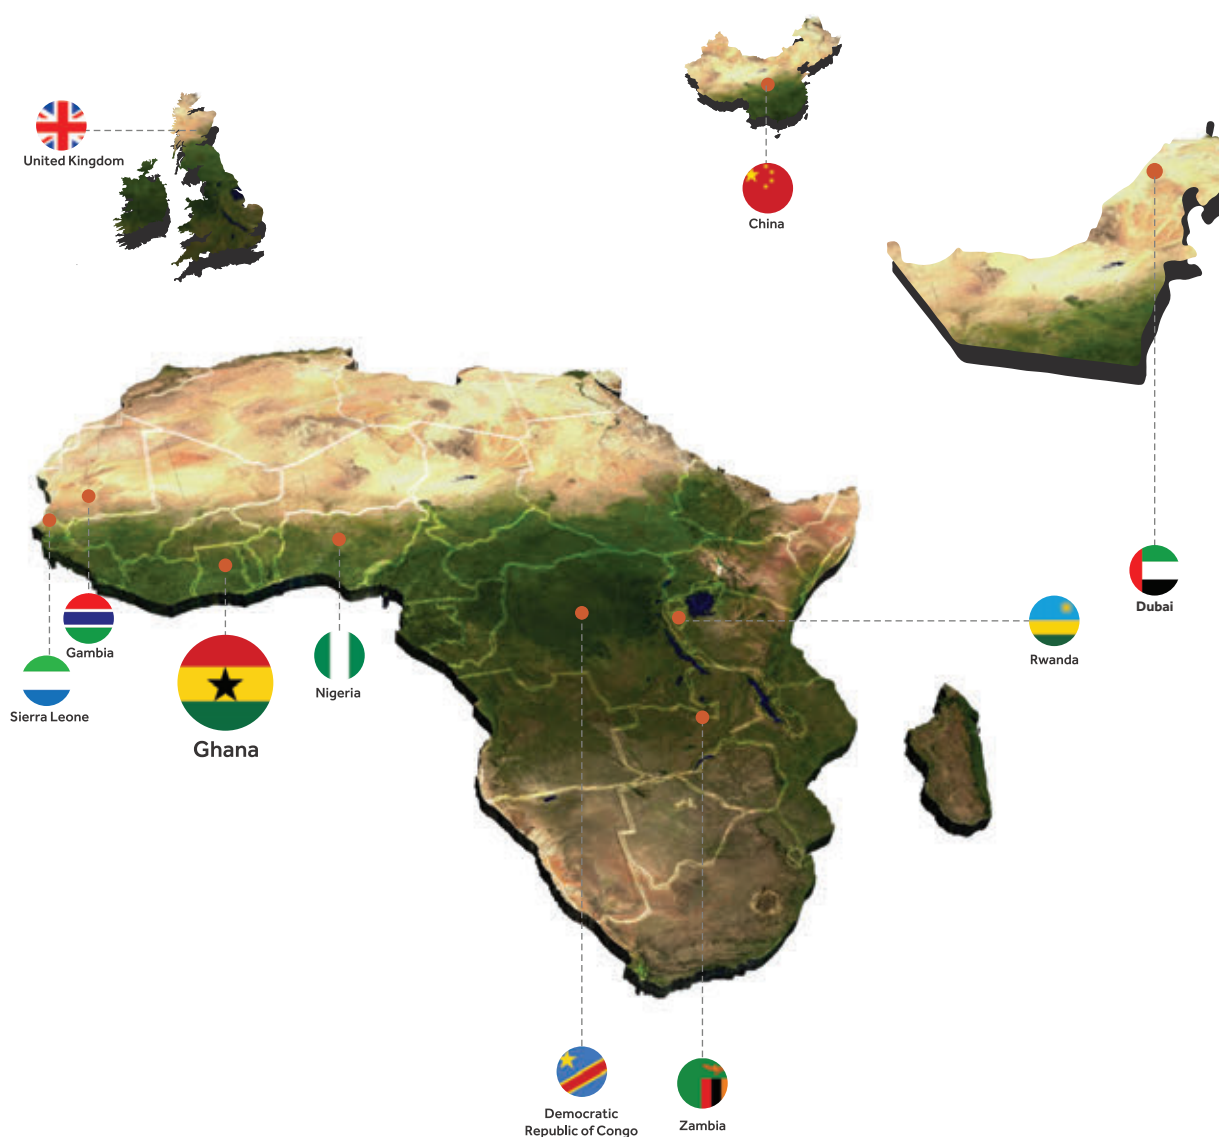 United Kingdom
China
Dubai
Rwanda
Gambia
Nigeria
Sierra Leone
Ghana
Democratic
Republic of Congo
Zambia